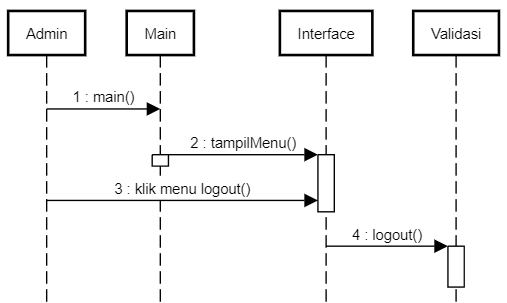 Admin
Main
Interface
Validasi
1 : main()
2 : tampilMenu()
3 : klik menu logout()
4 : logout()